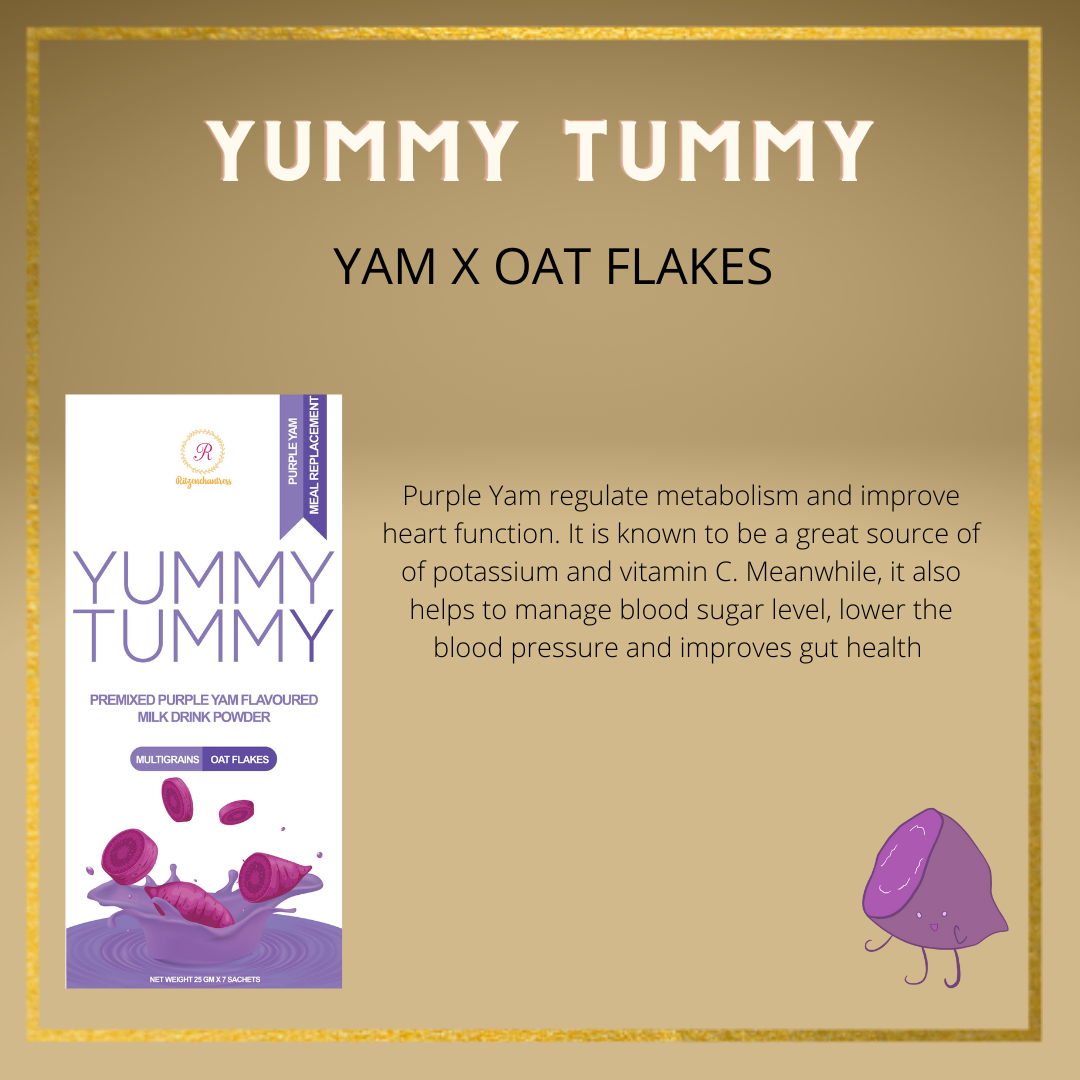 YUMMY TUMMY
YAM X OAT FLAKES
PURPLE YAM
MEAL REPLACEMENT
R
Ritzenchantress
YUMMY
TUMMY
PREMIXED PURPLE YAM FLAVOURED
MILK DRINK POWDER
MULTIGRAINS OAT FLAKES
NET WEIGHT 25 GM X 7 SACHETS
Purple Yam regulate metabolism and improve
heart function. It is known to be a great source of
of potassium and vitamin C. Meanwhile, it also
helps to manage blood sugar level, lower the
blood pressure and improves gut health